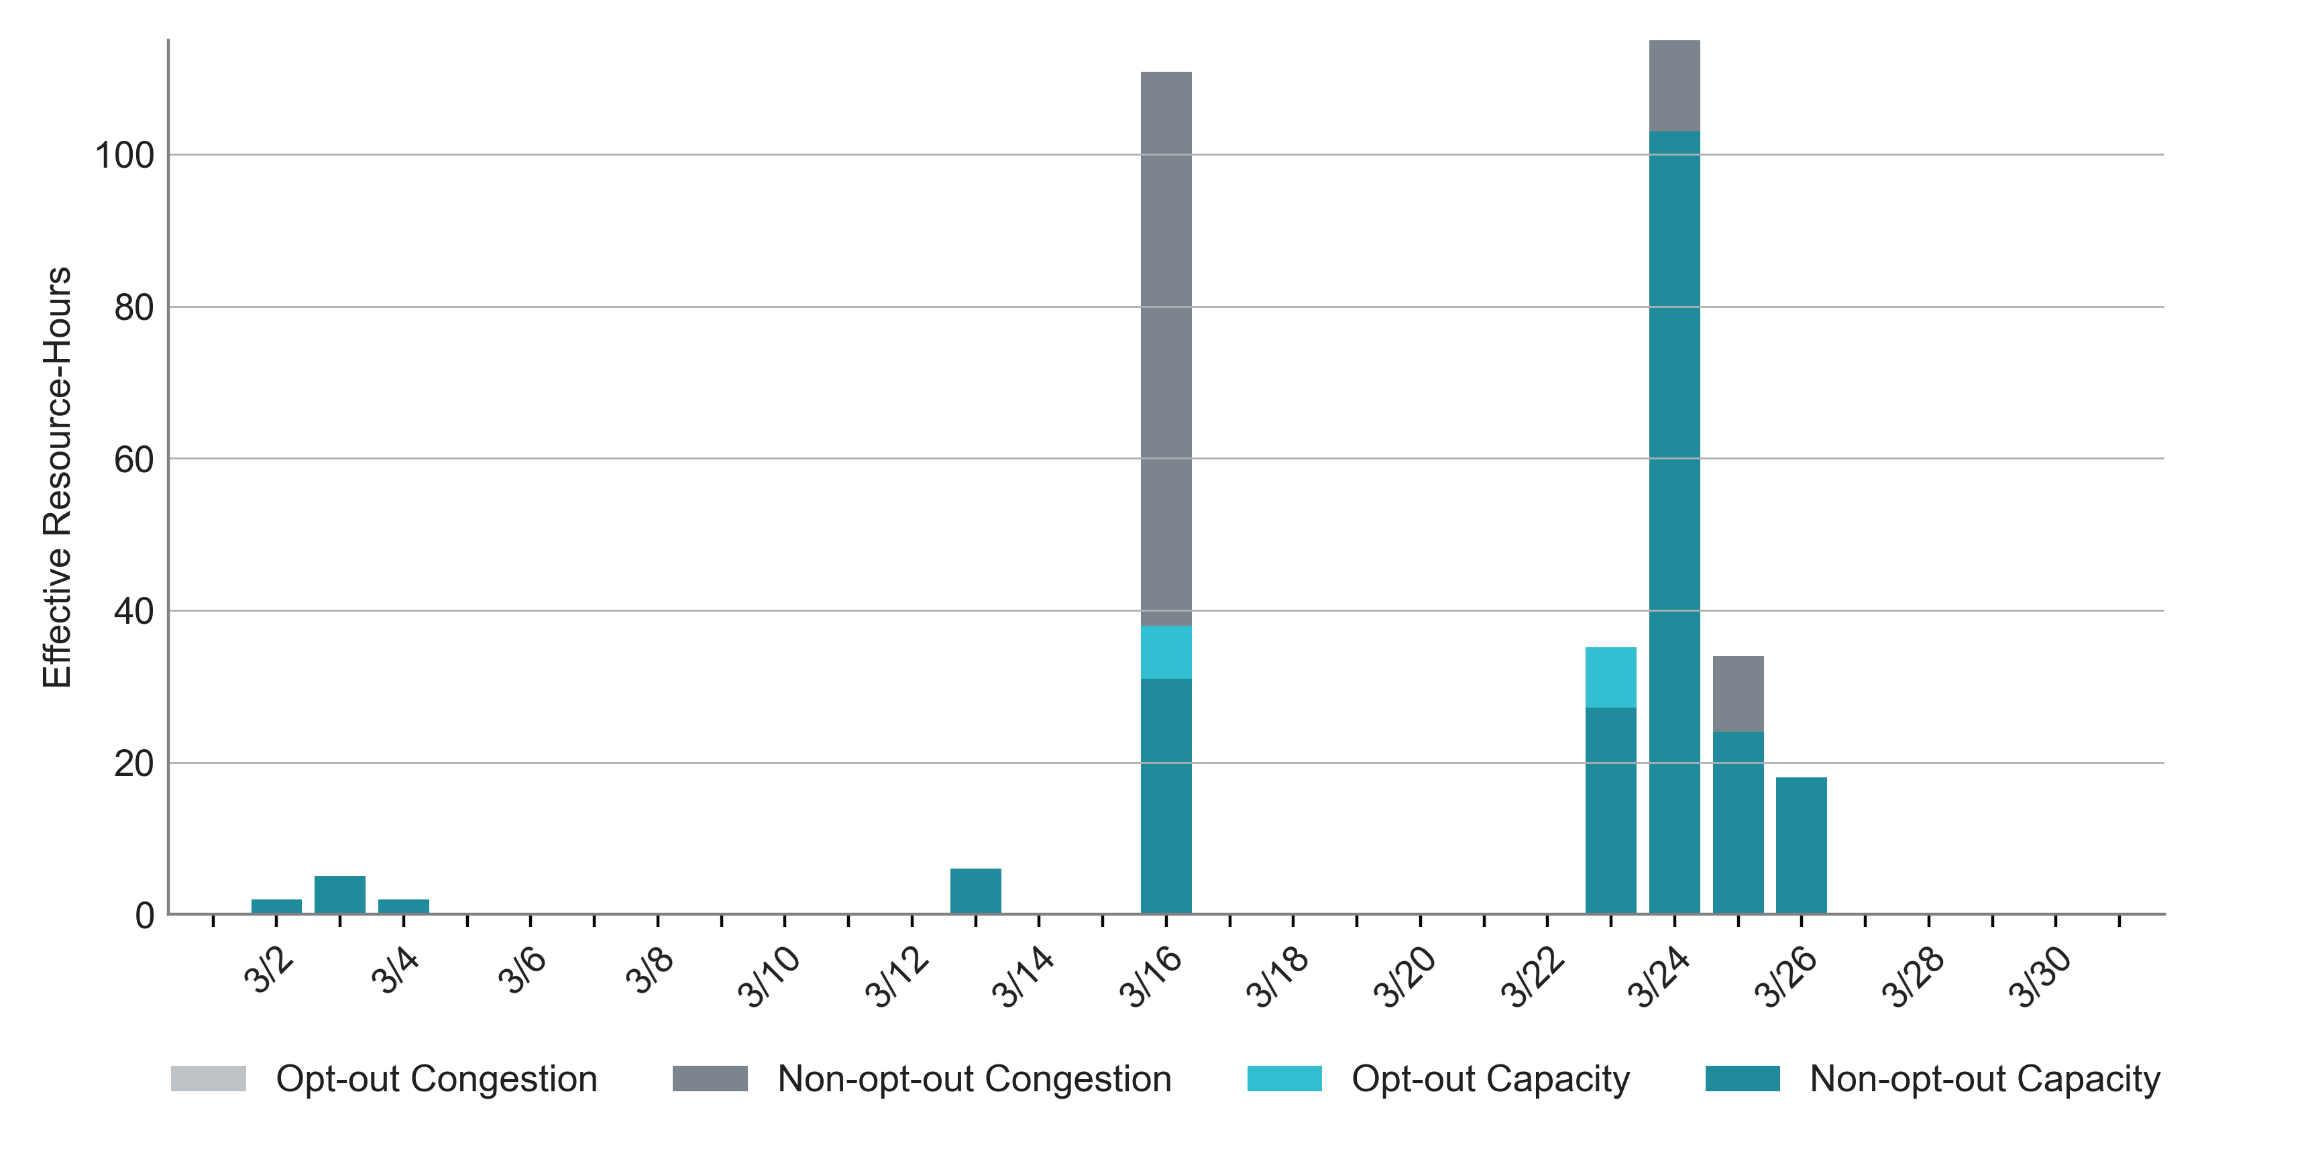 Effective Resource-Hours
100
80
60
40
20
0
3/2 3/4 3/6 3/8 3/10 3/12 3/14 3/16 3/18 3/20 3/22 3/24 3/26 3/28 3/30
Opt-out Congestion Non-opt-out Congestion Opt-out Capacity Non-opt-out Capacity